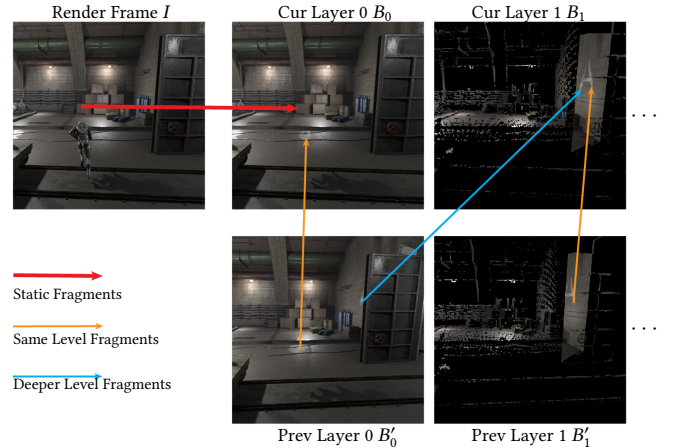 Render Frame I
Cur Layer 0 B₀
Cur Layer 1 B₁
. . .
Static Fragments
Same Level Fragments
Deeper Level Fragments
. . .
Prev Layer 0 B′₀
Prev Layer 1 B′₁